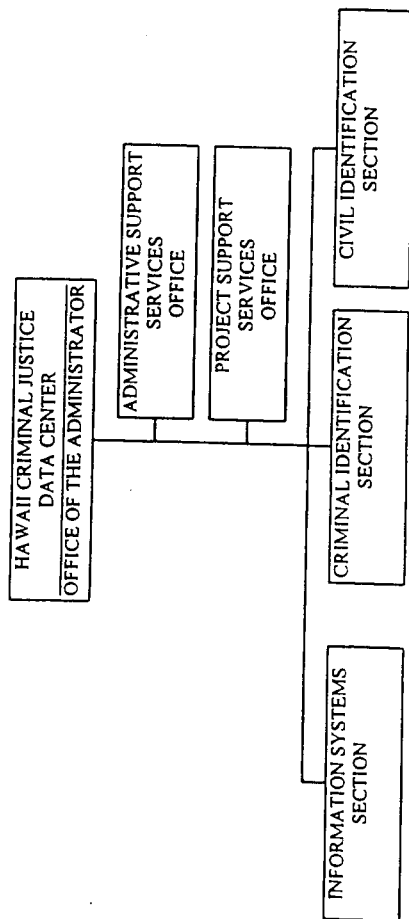 HAWAII CRIMINAL JUSTICE
DATA CENTER
OFFICE OF THE ADMINISTRATOR
ADMINISTRATIVE SUPPORT
SERVICES
OFFICE
PROJECT SUPPORT
SERVICES
OFFICE
INFORMATION SYSTEMS
SECTION
CRIMINAL IDENTIFICATION
SECTION
CIVIL IDENTIFICATION
SECTION